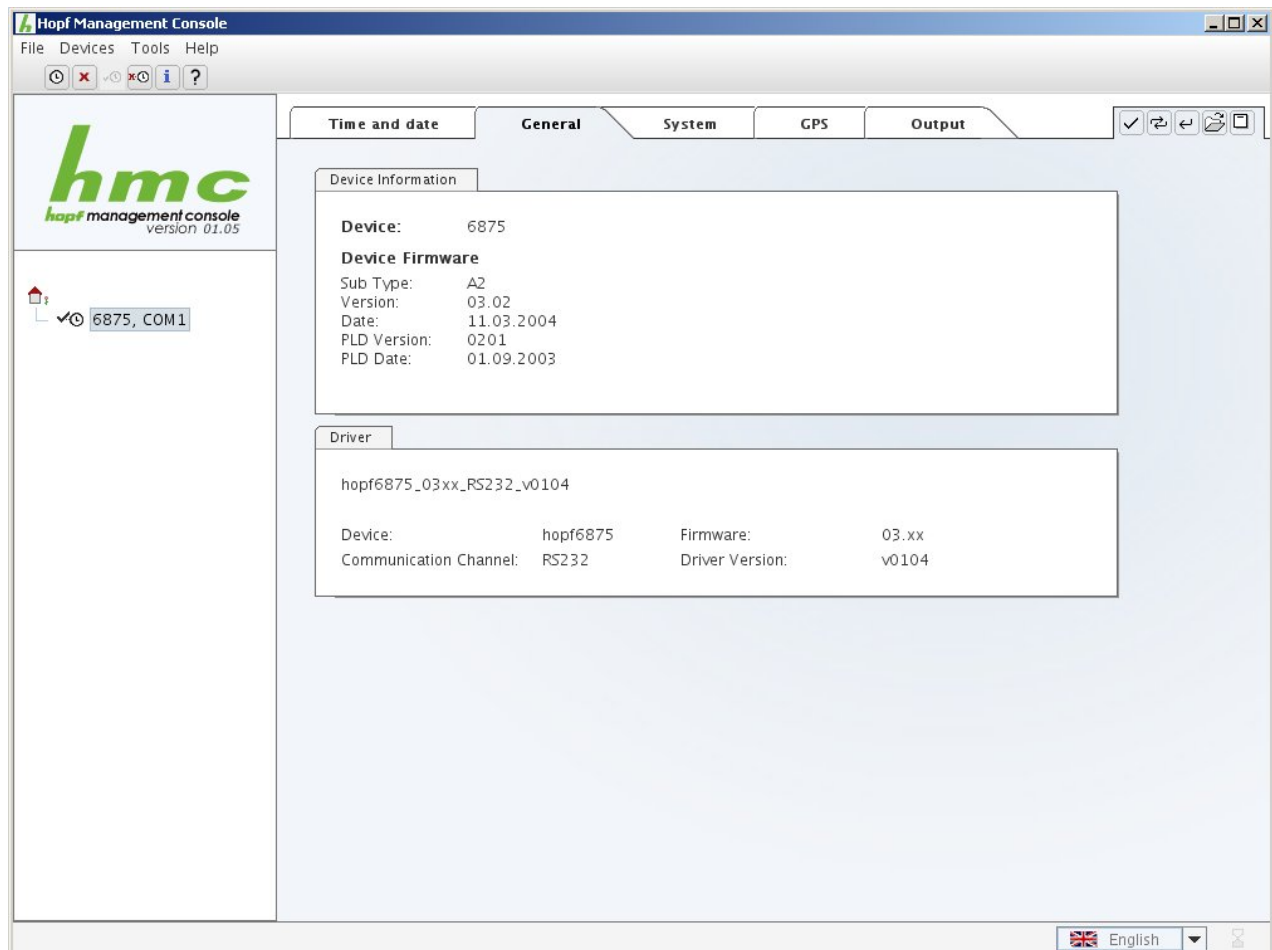 Hopf Management Console
File Devices Tools Help
hmc
hopf management console
version 01.05
6875, COM1
Time and date General System GPS Output
Device Information
Device: 6875
Device Firmware
Sub Type: A2
Version: 03.02
Date: 11.03.2004
PLD Version: 0201
PLD Date: 01.09.2003
Driver
hopf6875_03xx_RS232_v0104
Device: hopf6875 Firmware: 03.xx
Communication Channel: RS232 Driver Version: v0104
English